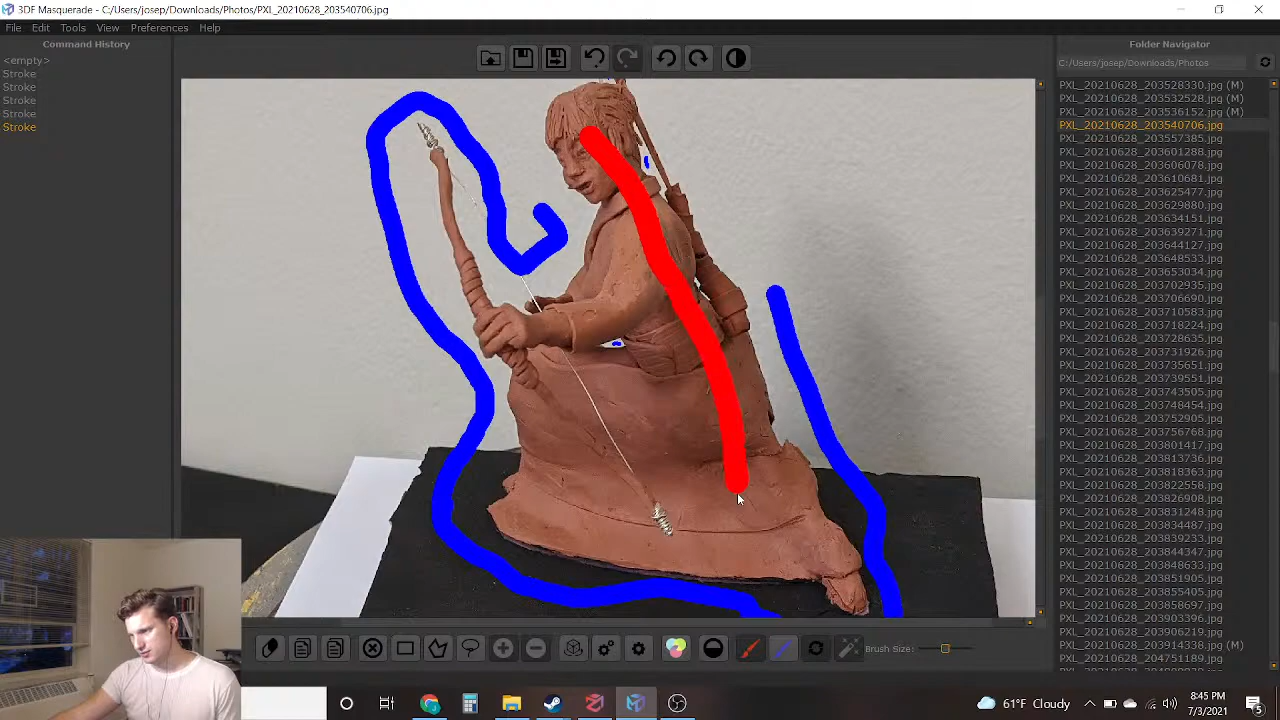 3DF Masquerade - C:/Users/josep/Downloads/Photos/PXL_20210628_203540706.jpg
File Edit Tools View Preferences Help
Command History
<empty>
Stroke
Stroke
Stroke
Stroke
Stroke
Folder Navigator
C:/Users/josep/Downloads/Photos
PXL_20210628_203528330.jpg (M)
PXL_20210628_203532528.jpg (M)
PXL_20210628_203536152.jpg (M)
PXL_20210628_203540706.jpg
PXL_20210628_203557385.jpg
PXL_20210628_203601288.jpg
PXL_20210628_203606078.jpg
PXL_20210628_203610681.jpg
PXL_20210628_203625477.jpg
PXL_20210628_203629880.jpg
PXL_20210628_203634151.jpg
PXL_20210628_203639271.jpg
PXL_20210628_203644127.jpg
PXL_20210628_203648533.jpg
PXL_20210628_203653034.jpg
PXL_20210628_203702935.jpg
PXL_20210628_203706690.jpg
PXL_20210628_203710583.jpg
PXL_20210628_203718224.jpg
PXL_20210628_203728635.jpg
PXL_20210628_203731926.jpg
PXL_20210628_203735651.jpg
PXL_20210628_203739551.jpg
PXL_20210628_203743505.jpg
PXL_20210628_203748454.jpg
PXL_20210628_203752905.jpg
PXL_20210628_203756768.jpg
PXL_20210628_203801417.jpg
PXL_20210628_203813736.jpg
PXL_20210628_203818363.jpg
PXL_20210628_203822558.jpg
PXL_20210628_203826908.jpg
PXL_20210628_203831248.jpg
PXL_20210628_203834487.jpg
PXL_20210628_203839233.jpg
PXL_20210628_203844347.jpg
PXL_20210628_203848633.jpg
PXL_20210628_203851905.jpg
PXL_20210628_203855405.jpg
PXL_20210628_203858697.jpg
PXL_20210628_203903396.jpg
PXL_20210628_203906219.jpg
PXL_20210628_203914338.jpg (M)
PXL_20210628_204751189.jpg
Brush Size:
61°F Cloudy
8:45 PM
7/3/2021
5